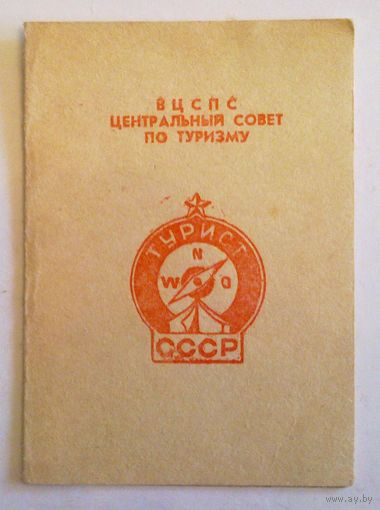 ВЦСПС
ЦЕНТРАЛЬНЫЙ СОВЕТ
ПО ТУРИЗМУ
ТУРИСТ
N
W O
СССР
www.ay.by